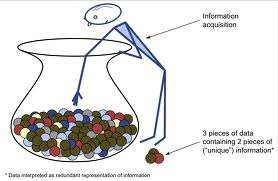 Information
acquisition
3 pieces of data
containing 2 pieces of
("unique") information*
* Data interpreted as redundant representation of information